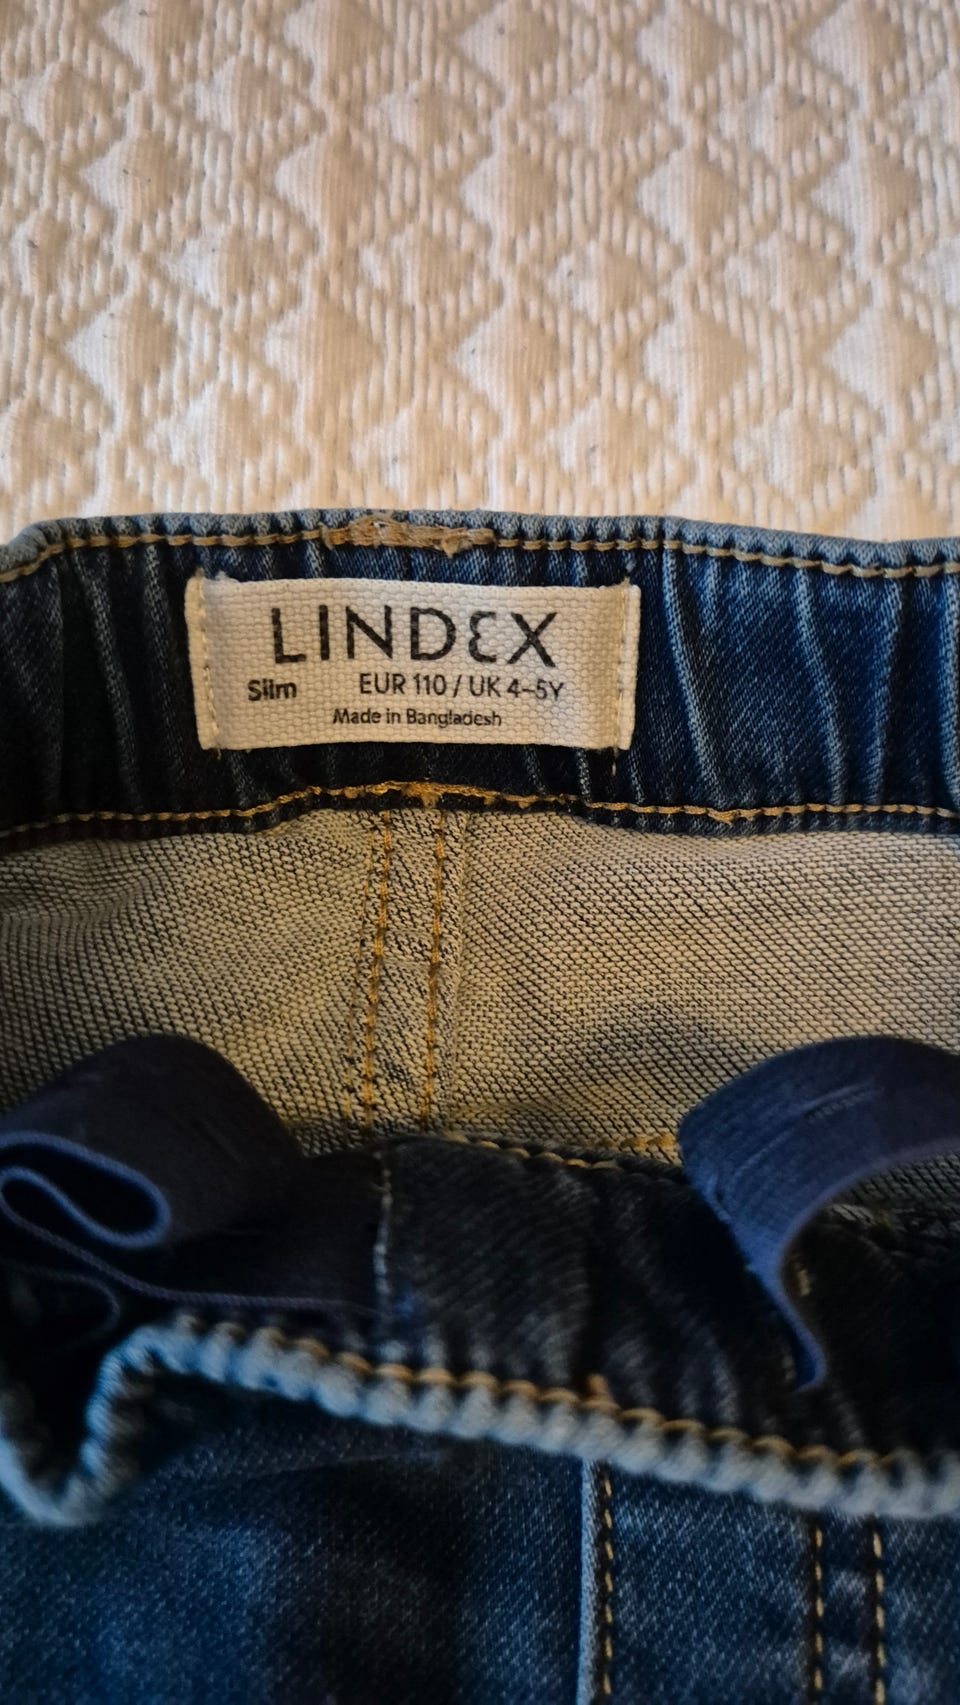 LINDEX
Slim EUR 110 / UK 4-5Y
Made in Bangladesh